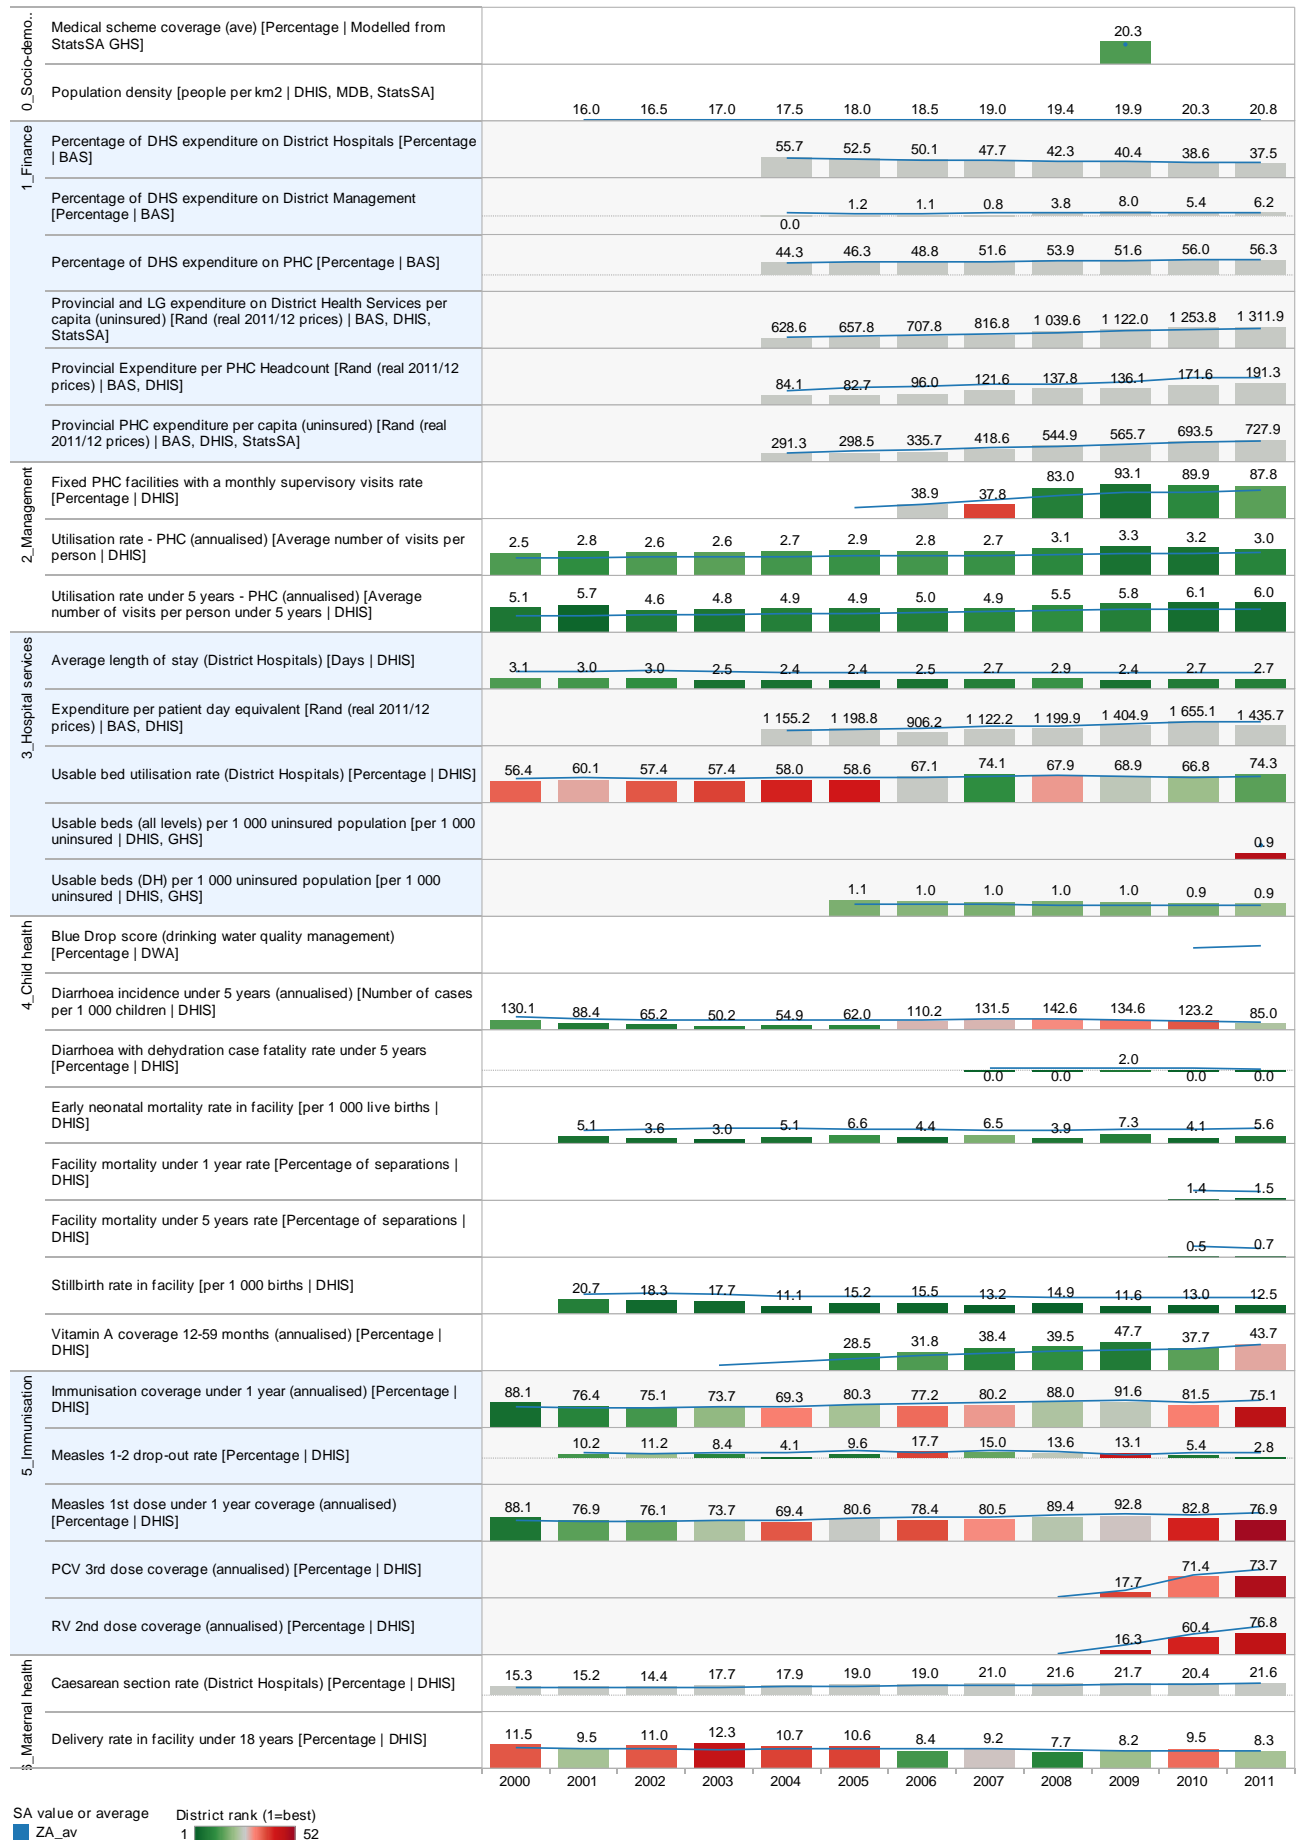 0_Socio-demo..
Medical scheme coverage (ave) [Percentage | Modelled from
StatsSA GHS]
20.3
Population density [people per km2 | DHIS, MDB, StatsSA]
16.0 16.5 17.0 17.5 18.0 18.5 19.0 19.4 19.9 20.3 20.8
1_Finance
Percentage of DHS expenditure on District Hospitals [Percentage
| BAS]
55.7 52.5 50.1 47.7 42.3 40.4 38.6 37.5
Percentage of DHS expenditure on District Management
[Percentage | BAS]
0.0 1.2 1.1 0.8 3.8 8.0 5.4 6.2
Percentage of DHS expenditure on PHC [Percentage | BAS]
44.3 46.3 48.8 51.6 53.9 51.6 56.0 56.3
Provincial and LG expenditure on District Health Services per
capita (uninsured) [Rand (real 2011/12 prices) | BAS, DHIS,
StatsSA]
628.6 657.8 707.8 816.8 1 039.6 1 122.0 1 253.8 1 311.9
Provincial Expenditure per PHC Headcount [Rand (real 2011/12
prices) | BAS, DHIS]
84.1 82.7 96.0 121.6 137.8 136.1 171.6 191.3
Provincial PHC expenditure per capita (uninsured) [Rand (real
2011/12 prices) | BAS, DHIS, StatsSA]
291.3 298.5 335.7 418.6 544.9 565.7 693.5 727.9
2_Management
Fixed PHC facilities with a monthly supervisory visits rate
[Percentage | DHIS]
38.9 37.8 83.0 93.1 89.9 87.8
Utilisation rate - PHC (annualised) [Average number of visits per
person | DHIS]
2.5 2.8 2.6 2.6 2.7 2.9 2.8 2.7 3.1 3.3 3.2 3.0
Utilisation rate under 5 years - PHC (annualised) [Average
number of visits per person under 5 years | DHIS]
5.1 5.7 4.6 4.8 4.9 4.9 5.0 4.9 5.5 5.8 6.1 6.0
3_Hospital services
Average length of stay (District Hospitals) [Days | DHIS]
3.1 3.0 3.0 2.5 2.4 2.4 2.5 2.7 2.9 2.4 2.7 2.7
Expenditure per patient day equivalent [Rand (real 2011/12
prices) | BAS, DHIS]
1 155.2 1 198.8 906.2 1 122.2 1 199.9 1 404.9 1 655.1 1 435.7
Usable bed utilisation rate (District Hospitals) [Percentage | DHIS]
56.4 60.1 57.4 57.4 58.0 58.6 67.1 74.1 67.9 68.9 66.8 74.3
Usable beds (all levels) per 1 000 uninsured population [per 1 000
uninsured | DHIS, GHS]
0.9
Usable beds (DH) per 1 000 uninsured population [per 1 000
uninsured | DHIS, GHS]
1.1 1.0 1.0 1.0 1.0 0.9 0.9
4_Child health
Blue Drop score (drinking water quality management)
[Percentage | DWA]
Diarrhoea incidence under 5 years (annualised) [Number of cases
per 1 000 children | DHIS]
130.1 88.4 65.2 50.2 54.9 62.0 110.2 131.5 142.6 134.6 123.2 85.0
Diarrhoea with dehydration case fatality rate under 5 years
[Percentage | DHIS]
0.0 0.0 2.0 0.0 0.0
Early neonatal mortality rate in facility [per 1 000 live births |
DHIS]
5.1 3.6 3.0 5.1 6.6 4.4 6.5 3.9 7.3 4.1 5.6
Facility mortality under 1 year rate [Percentage of separations |
DHIS]
1.4 1.5
Facility mortality under 5 years rate [Percentage of separations |
DHIS]
0.5 0.7
Stillbirth rate in facility [per 1 000 births | DHIS]
20.7 18.3 17.7 11.1 15.2 15.5 13.2 14.9 11.6 13.0 12.5
Vitamin A coverage 12-59 months (annualised) [Percentage |
DHIS]
28.5 31.8 38.4 39.5 47.7 37.7 43.7
5_Immunisation
Immunisation coverage under 1 year (annualised) [Percentage |
DHIS]
88.1 76.4 75.1 73.7 69.3 80.3 77.2 80.2 88.0 91.6 81.5 75.1
Measles 1-2 drop-out rate [Percentage | DHIS]
10.2 11.2 8.4 4.1 9.6 17.7 15.0 13.6 13.1 5.4 2.8
Measles 1st dose under 1 year coverage (annualised)
[Percentage | DHIS]
88.1 76.9 76.1 73.7 69.4 80.6 78.4 80.5 89.4 92.8 82.8 76.9
PCV 3rd dose coverage (annualised) [Percentage | DHIS]
17.7 71.4 73.7
RV 2nd dose coverage (annualised) [Percentage | DHIS]
16.3 60.4 76.8
6_Maternal health
Caesarean section rate (District Hospitals) [Percentage | DHIS]
15.3 15.2 14.4 17.7 17.9 19.0 19.0 21.0 21.6 21.7 20.4 21.6
Delivery rate in facility under 18 years [Percentage | DHIS]
11.5 9.5 11.0 12.3 10.7 10.6 8.4 9.2 7.7 8.2 9.5 8.3
2000 2001 2002 2003 2004 2005 2006 2007 2008 2009 2010 2011
SA value or average
ZA_av
District rank (1=best)
1 52